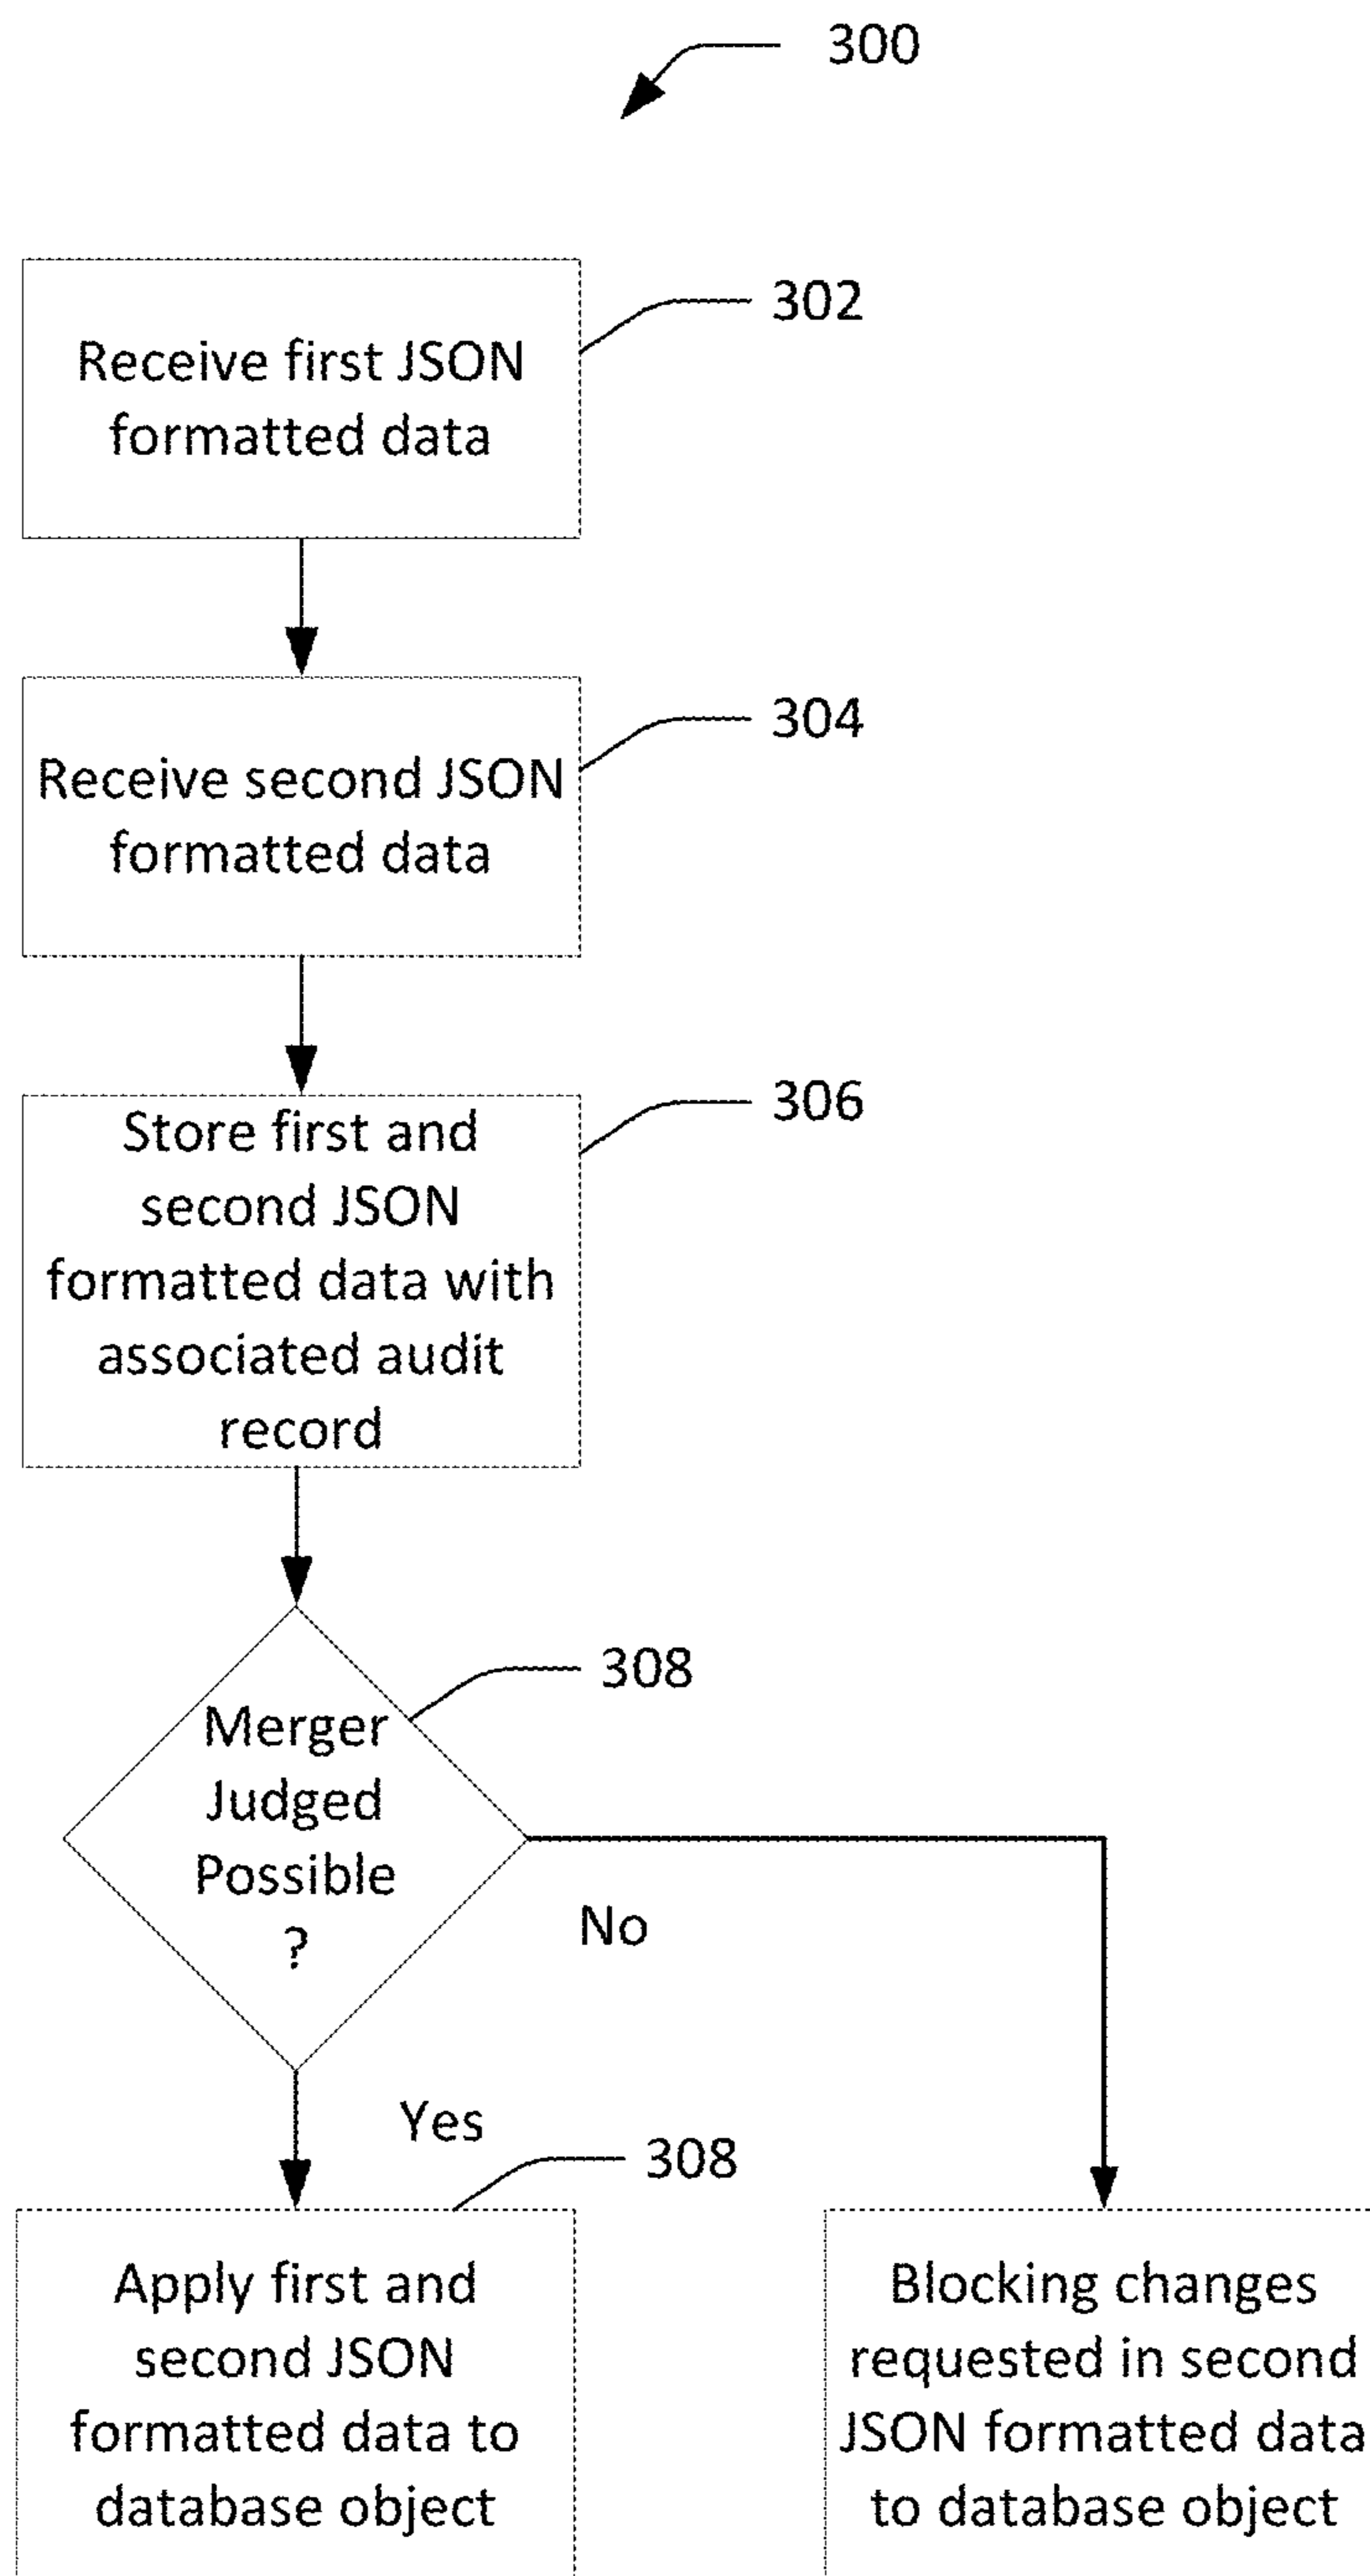 300
302
Receive first JSON
formatted data
304
Receive second JSON
formatted data
306
Store first and
second JSON
formatted data with
associated audit
record
308
Merger
Judged
Possible
?
No
Yes
308
Apply first and
second JSON
formatted data to
database object
Blocking changes
requested in second
JSON formatted data
to database object